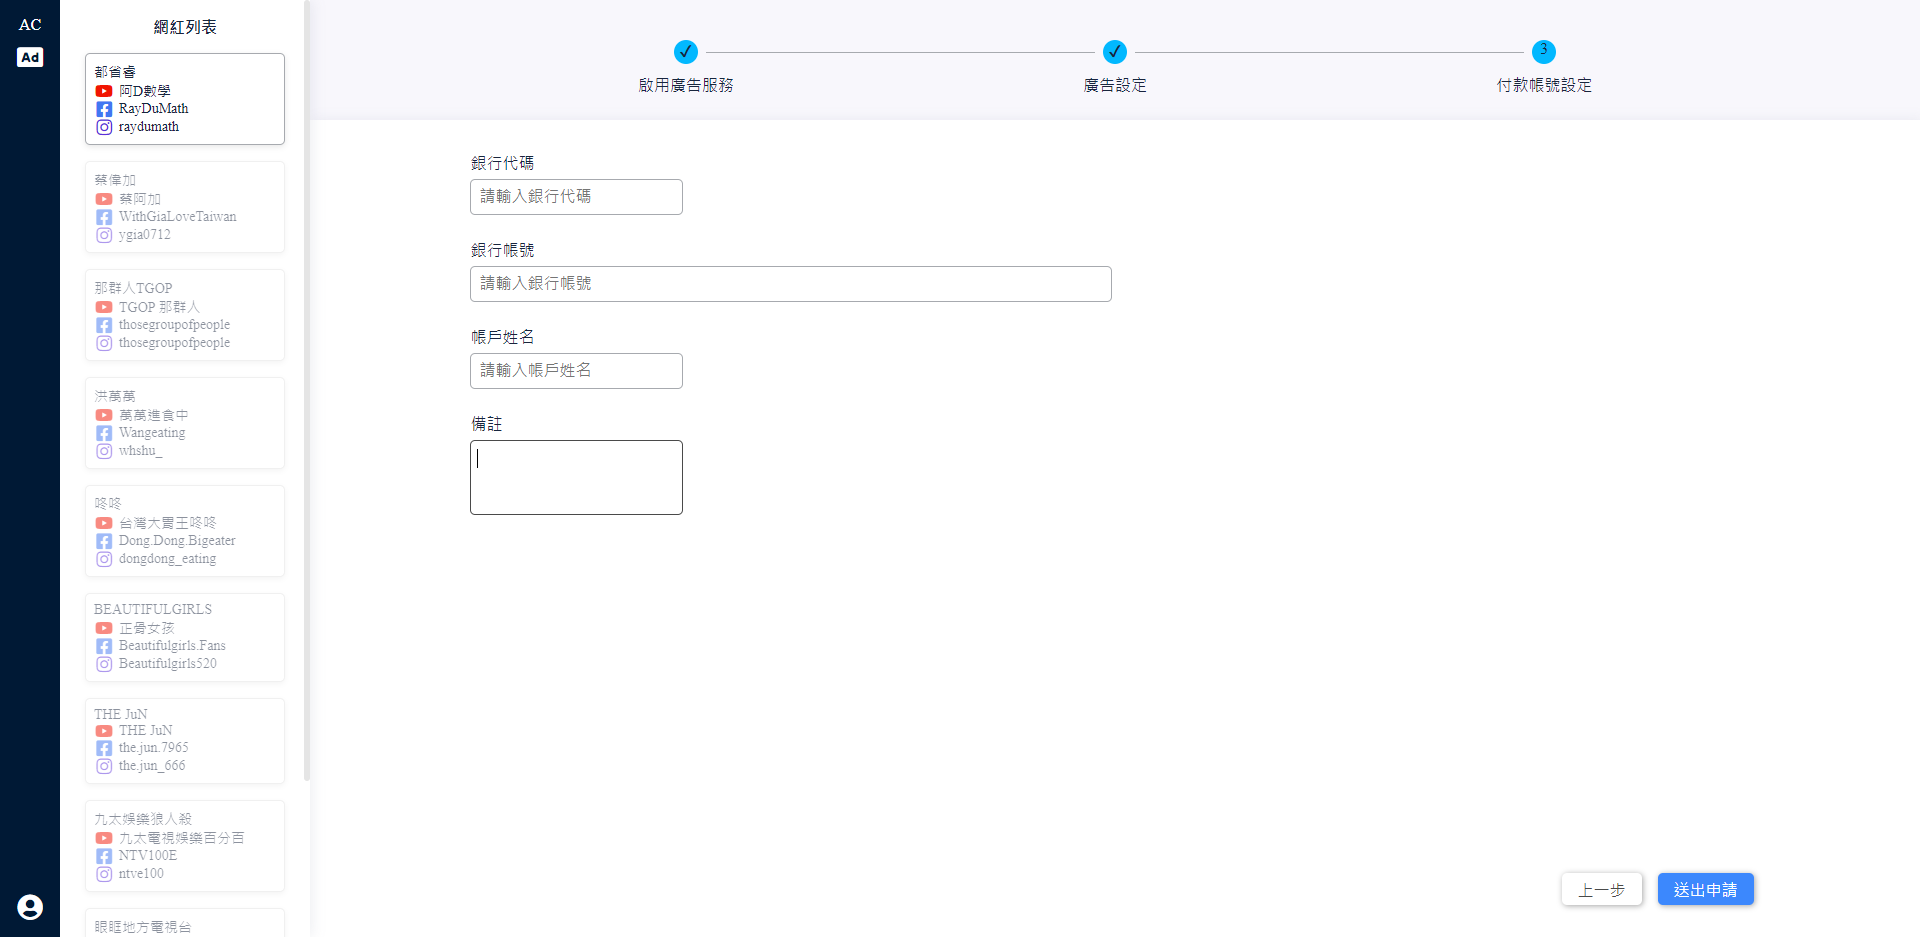 AC
Ad
網紅列表
都省睿
阿D數學
RayDuMath
raydumath
蔡偉加
蔡阿加
WithGiaLoveTaiwan
ygia0712
那群人TGOP
TGOP 那群人
thosegroupofpeople
thosegroupofpeople
洪萬萬
萬萬進食中
Wangeating
whshu_
咚咚
台灣大胃王咚咚
Dong.Dong.Bigeater
dongdong_eating
BEAUTIFULGIRLS
正骨女孩
Beautifulgirls.Fans
Beautifulgirls520
THE JuN
THE JuN
the.jun.7965
the.jun_666
九太娛樂狼人殺
九太電視娛樂百分百
NTV100E
ntve100
眼眶地方電視台
啟用廣告服務
廣告設定
3
付款帳號設定
銀行代碼
請輸入銀行代碼
銀行帳號
請輸入銀行帳號
帳戶姓名
請輸入帳戶姓名
備註
上一步
送出申請